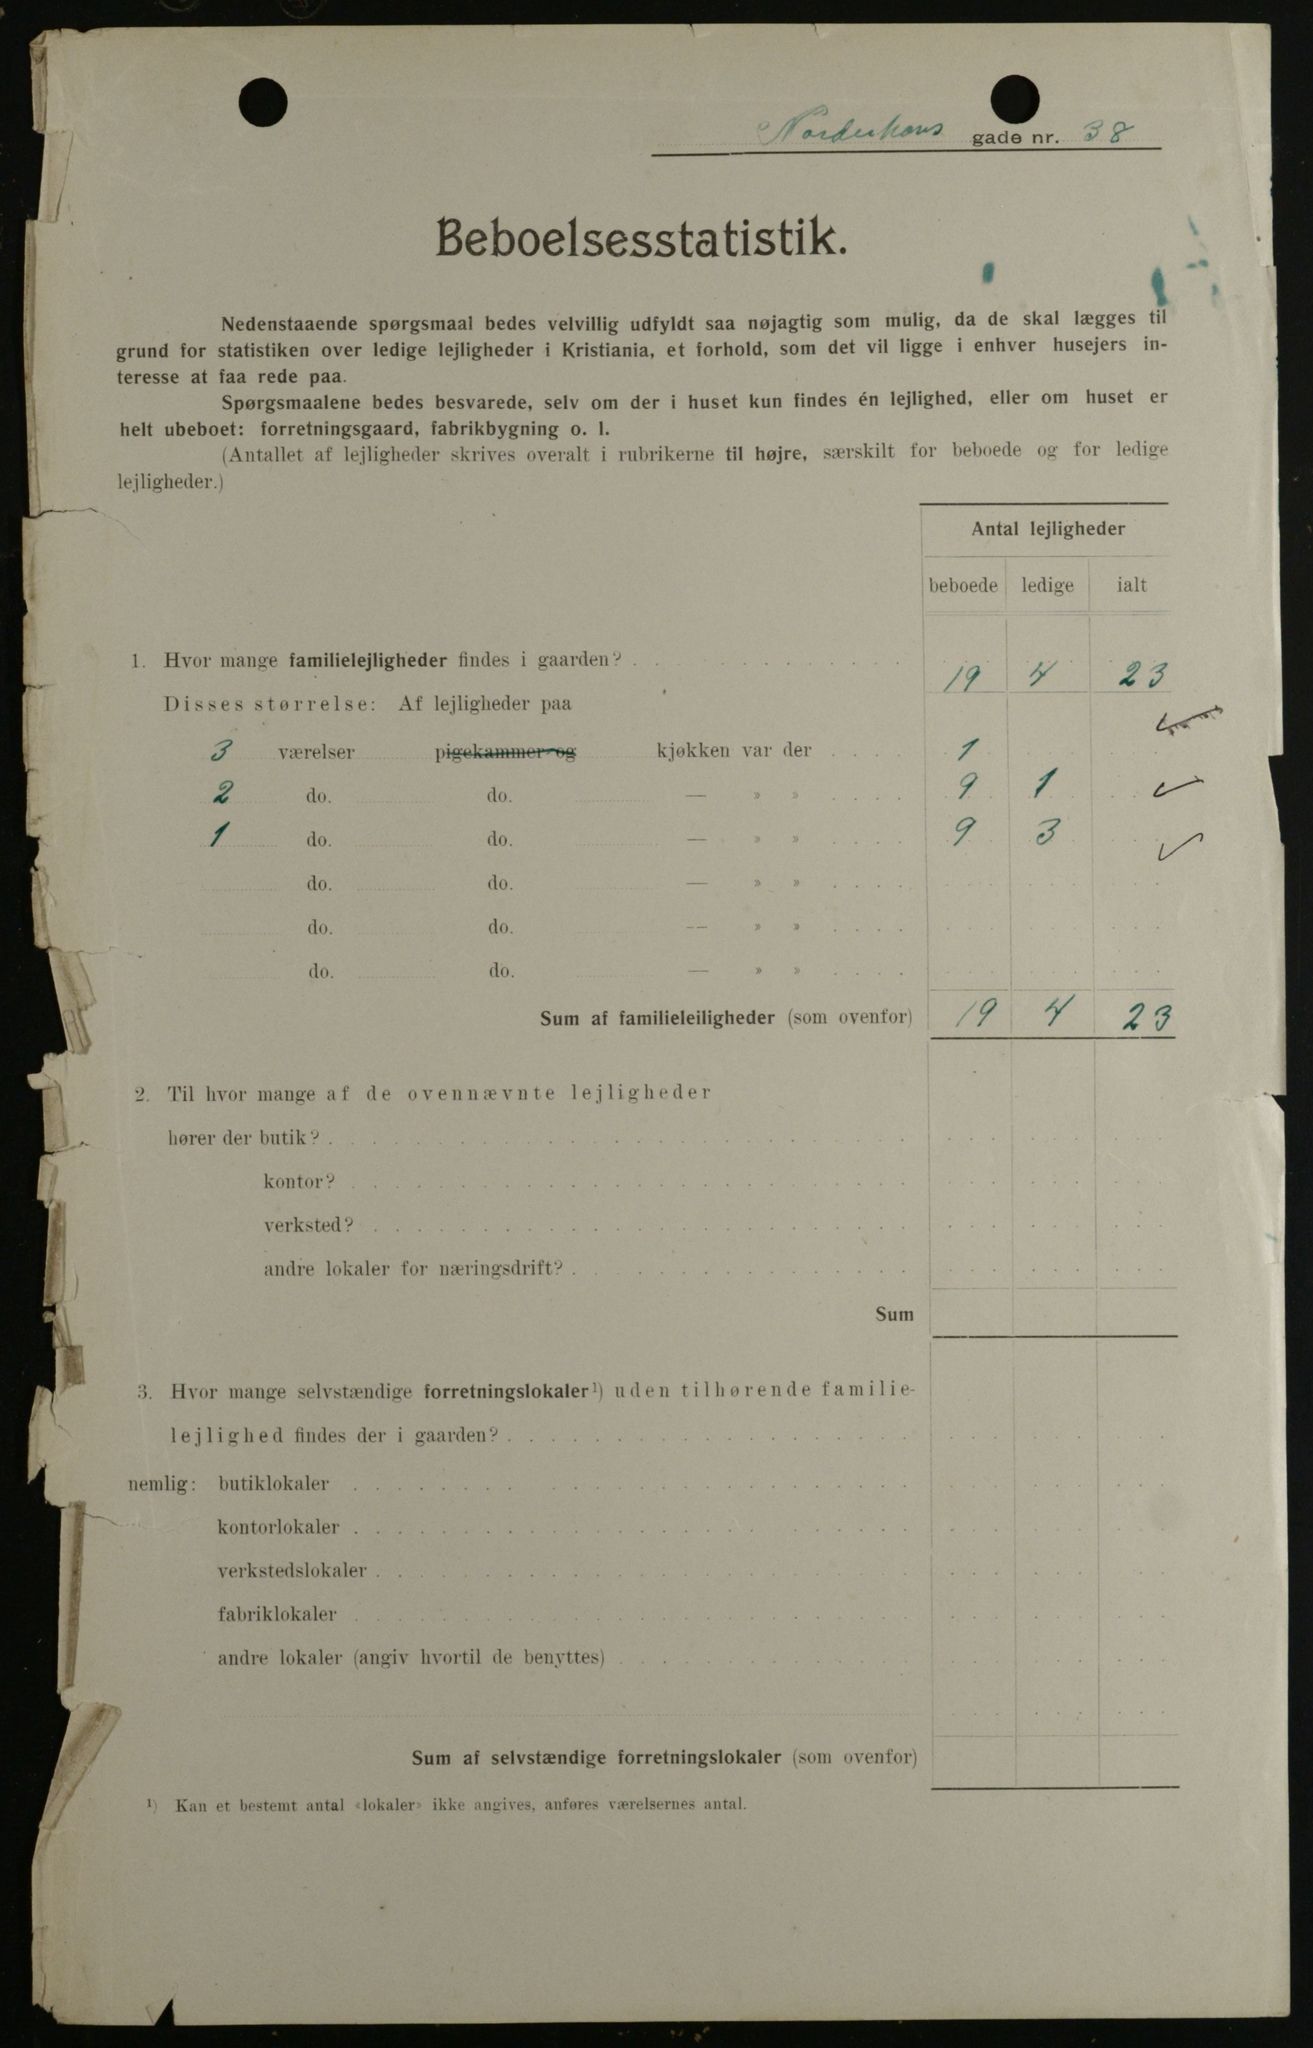 Norderhovs gade nr. 38
Beboelsesstatistik.
Nedenstaaende spørgsmaal bedes velvillig udfyldt saa nøjagtig som mulig, da de skal lægges til
grund for statistiken over ledige lejligheder i Kristiania, et forhold, som det vil ligge i enhver husejers in-
teresse at faa rede paa.
Spørgsmaalene bedes besvarede, selv om der i huset kun findes én lejlighed, eller om huset er
helt ubeboet: forretningsgaard, fabrikbygning o. l.
(Antallet af lejligheder skrives overalt i rubrikerne til højre, særskilt for beboede og for ledige
lejligheder.)
Antal lejligheder
beboede ledige ialt
1. Hvor mange familielejligheder findes i gaarden? 19 4 23
Disses størrelse: Af lejligheder paa
3 værelser pigekammer og kjøkken var der 1
2 do. do. — » » 9 1
1 do. do. — » » 9 3
do. do. — » »
do. do. — » »
do. do. — » »
Sum af familieleiligheder (som ovenfor) 19 4 23
2. Til hvor mange af de ovennævnte lejligheder
hører der butik?
kontor?
verksted?
andre lokaler for næringsdrift?
Sum
3. Hvor mange selvstændige forretningslokaler¹) uden tilhørende familie-
lejlighed findes der i gaarden?
nemlig: butiklokaler
kontorlokaler
verkstedslokaler
fabriklokaler
andre lokaler (angiv hvortil de benyttes)
Sum af selvstændige forretningslokaler (som ovenfor)
¹) Kan et bestemt antal «lokaler» ikke angives, anføres værelsernes antal.